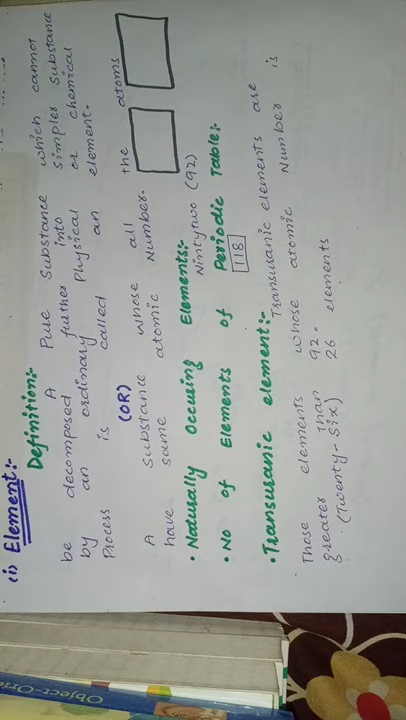 (i) Element:-
Definition:-
A Pure Substance which cannot
be decomposed further into simpler Substance
by an ordinary Physical or chemical
Process is called an element.
(OR)
A Substance whose all the atoms
have same atomic Number.
• Naturally Occuring Elements:-
Nintytwo (92)
• No of Elements of Periodic Table:-
118
• Transuranic element:-
Transuranic elements are
Those elements whose atomic Number is
greater than 92.
(Twenty-Six) 26 elements
Object-Orie